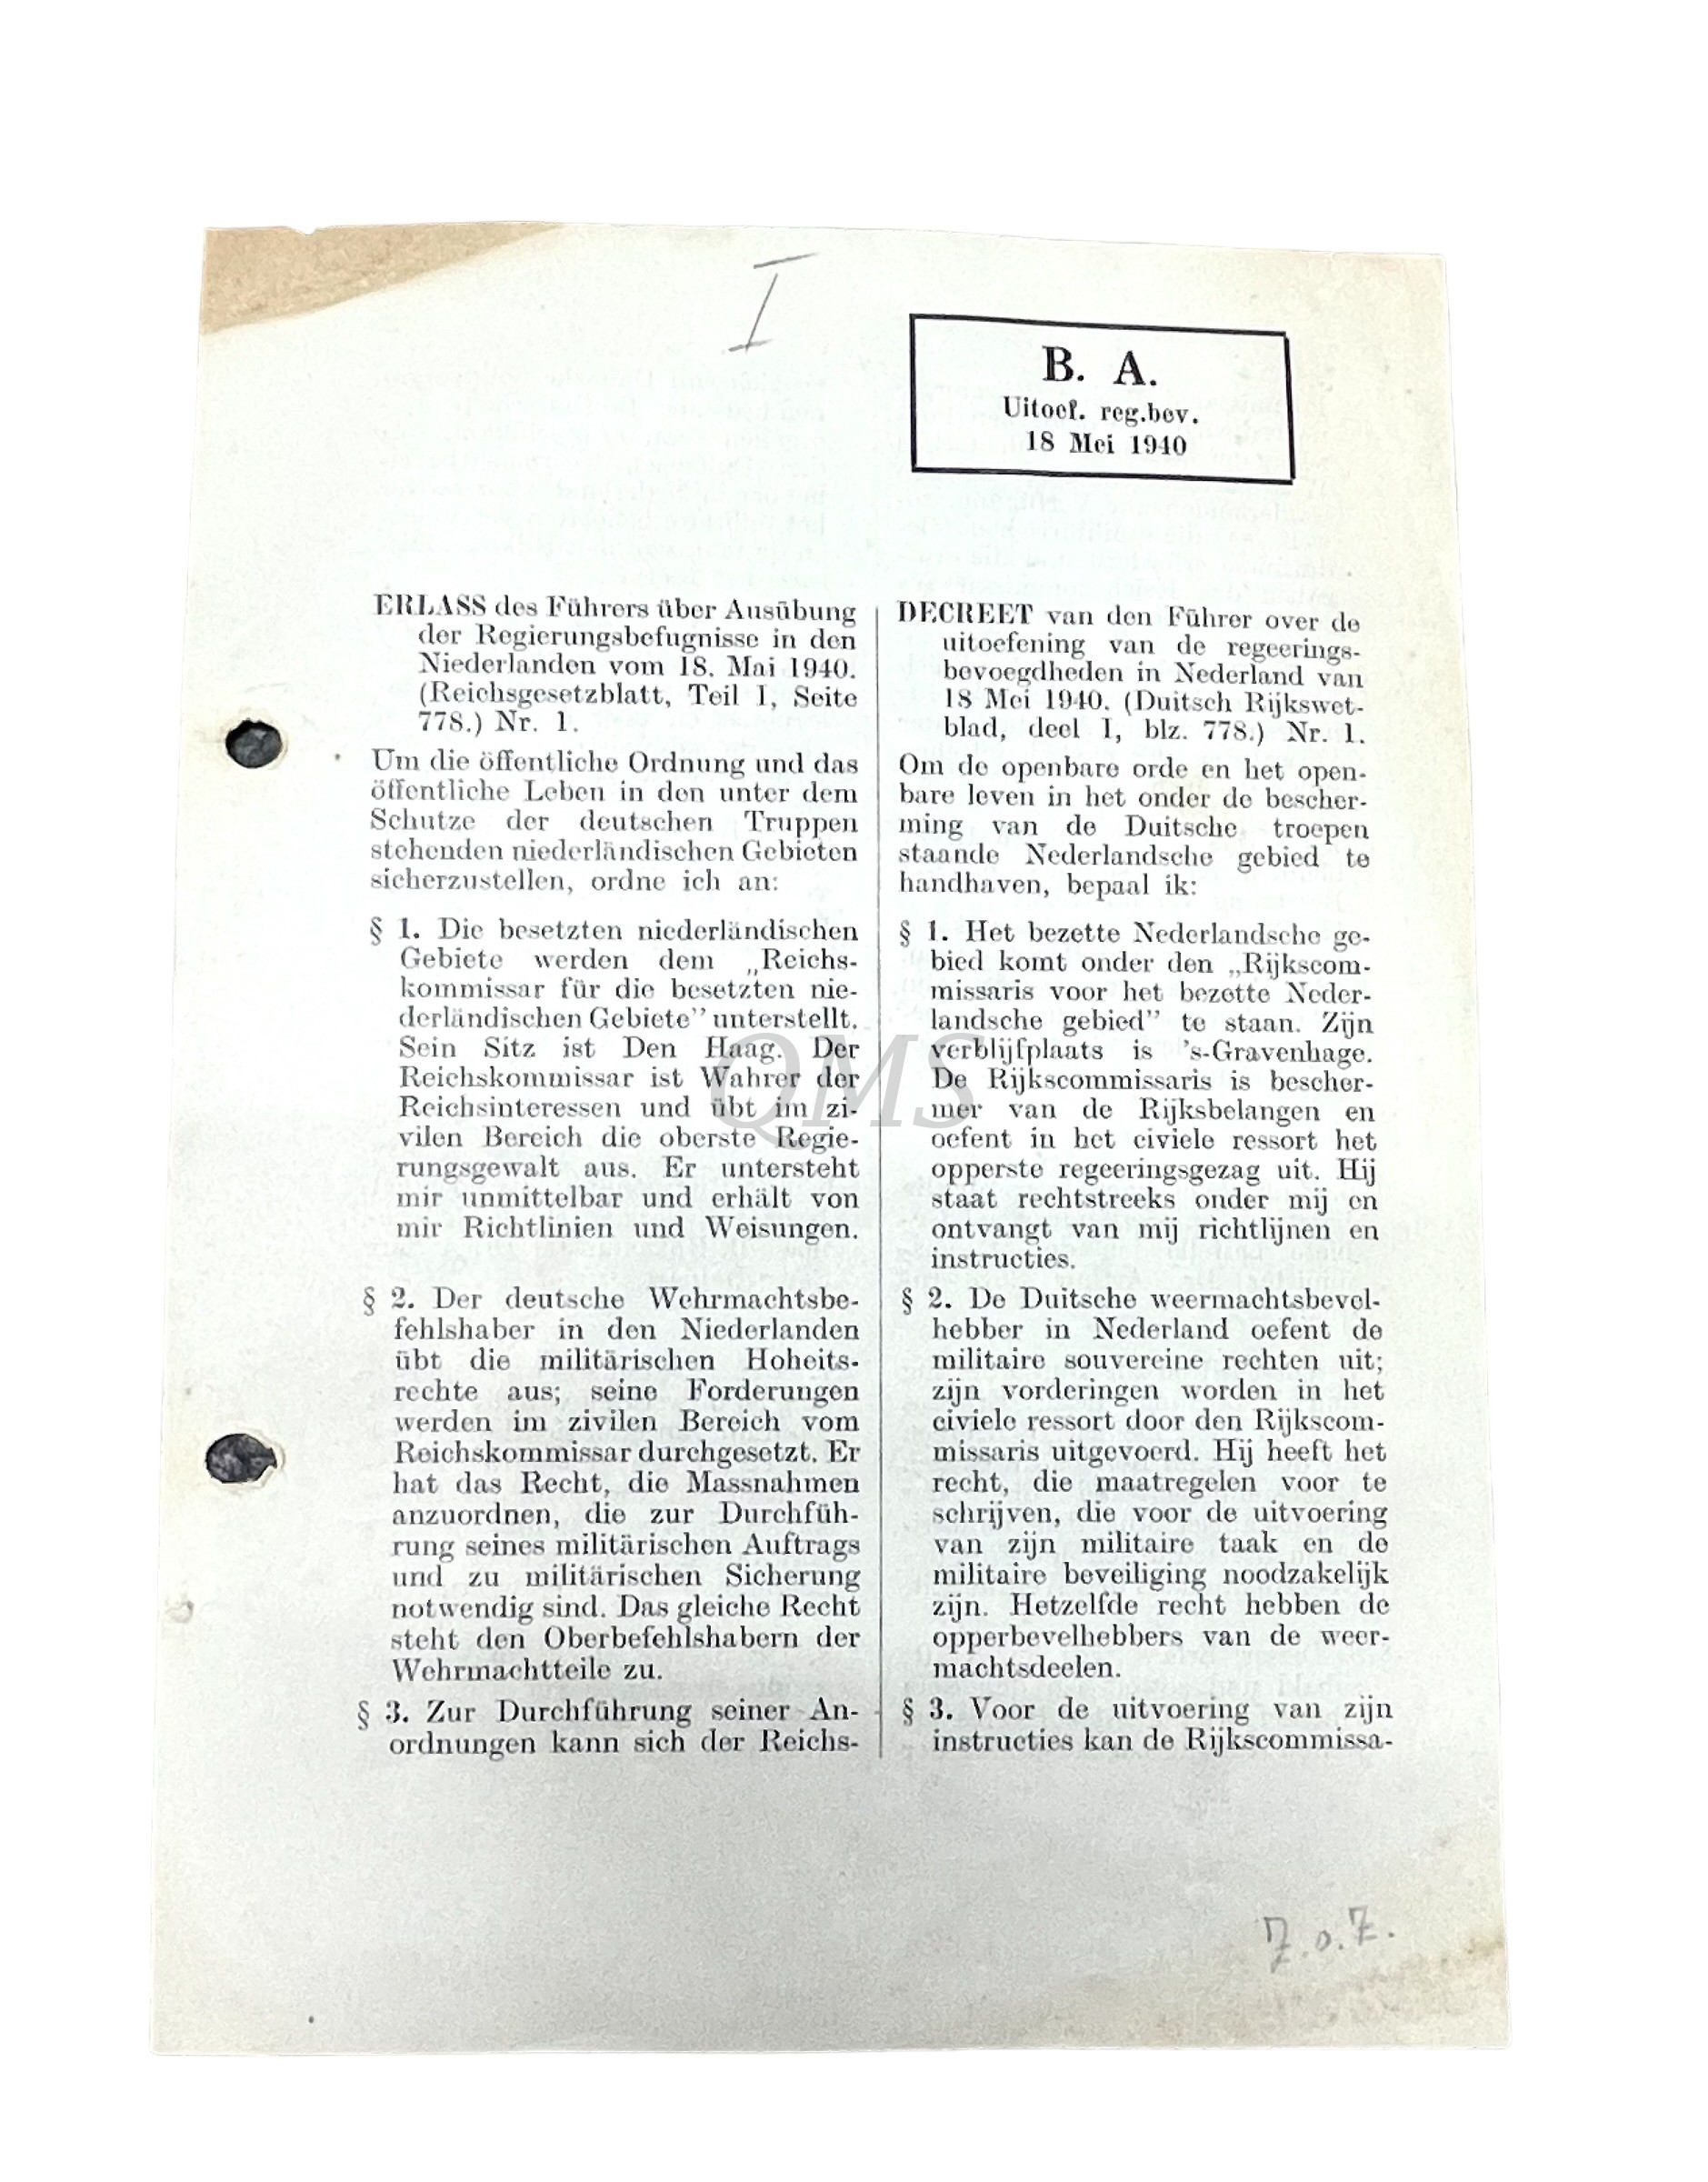 I
B. A.
Uitoef. reg.bev.
18 Mei 1940
ERLASS des Führers über Ausübung
der Regierungsbefugnisse in den
Niederlanden vom 18. Mai 1940.
(Reichsgesetzblatt, Teil I, Seite
778.) Nr. 1.
Um die öffentliche Ordnung und das
öffentliche Leben in den unter dem
Schutze der deutschen Truppen
stehenden niederländischen Gebieten
sicherzustellen, ordne ich an:
§ 1. Die besetzten niederländischen
Gebiete werden dem „Reichs-
kommissar für die besetzten nie-
derländischen Gebiete” unterstellt.
Sein Sitz ist Den Haag. Der
Reichskommissar ist Wahrer der
Reichsinteressen und übt im zi-
vilen Bereich die oberste Regie-
rungsgewalt aus. Er untersteht
mir unmittelbar und erhält von
mir Richtlinien und Weisungen.
§ 2. Der deutsche Wehrmachtsbe-
fehlshaber in den Niederlanden
übt die militärischen Hoheits-
rechte aus; seine Forderungen
werden im zivilen Bereich vom
Reichskommissar durchgesetzt. Er
hat das Recht, die Massnahmen
anzuordnen, die zur Durchfüh-
rung seines militärischen Auftrags
und zu militärischen Sicherung
notwendig sind. Das gleiche Recht
steht den Oberbefehlshabern der
Wehrmachtteile zu.
§ 3. Zur Durchführung seiner An-
ordnungen kann sich der Reichs-
DECREET van den Führer over de
uitoefening van de regeerings-
bevoegdheden in Nederland van
18 Mei 1940. (Duitsch Rijkswet-
blad, deel I, blz. 778.) Nr. 1.
Om de openbare orde en het open-
bare leven in het onder de bescher-
ming van de Duitsche troepen
staande Nederlandsche gebied te
handhaven, bepaal ik:
§ 1. Het bezette Nederlandsche ge-
bied komt onder den „Rijkscom-
missaris voor het bezette Neder-
landsche gebied” te staan. Zijn
verblijfplaats is ’s-Gravenhage.
De Rijkscommissaris is bescher-
mer van de Rijksbelangen en
oefent in het civiele ressort het
opperste regeeringsgezag uit. Hij
staat rechtstreeks onder mij en
ontvangt van mij richtlijnen en
instructies.
§ 2. De Duitsche weermachtsbevel-
hebber in Nederland oefent de
militaire souvereine rechten uit;
zijn vorderingen worden in het
civiele ressort door den Rijkscom-
missaris uitgevoerd. Hij heeft het
recht, die maatregelen voor te
schrijven, die voor de uitvoering
van zijn militaire taak en de
militaire beveiliging noodzakelijk
zijn. Hetzelfde recht hebben de
opperbevelhebbers van de weer-
machtsdeelen.
§ 3. Voor de uitvoering van zijn
instructies kan de Rijkscommissa-
QMS
Z.o.Z.